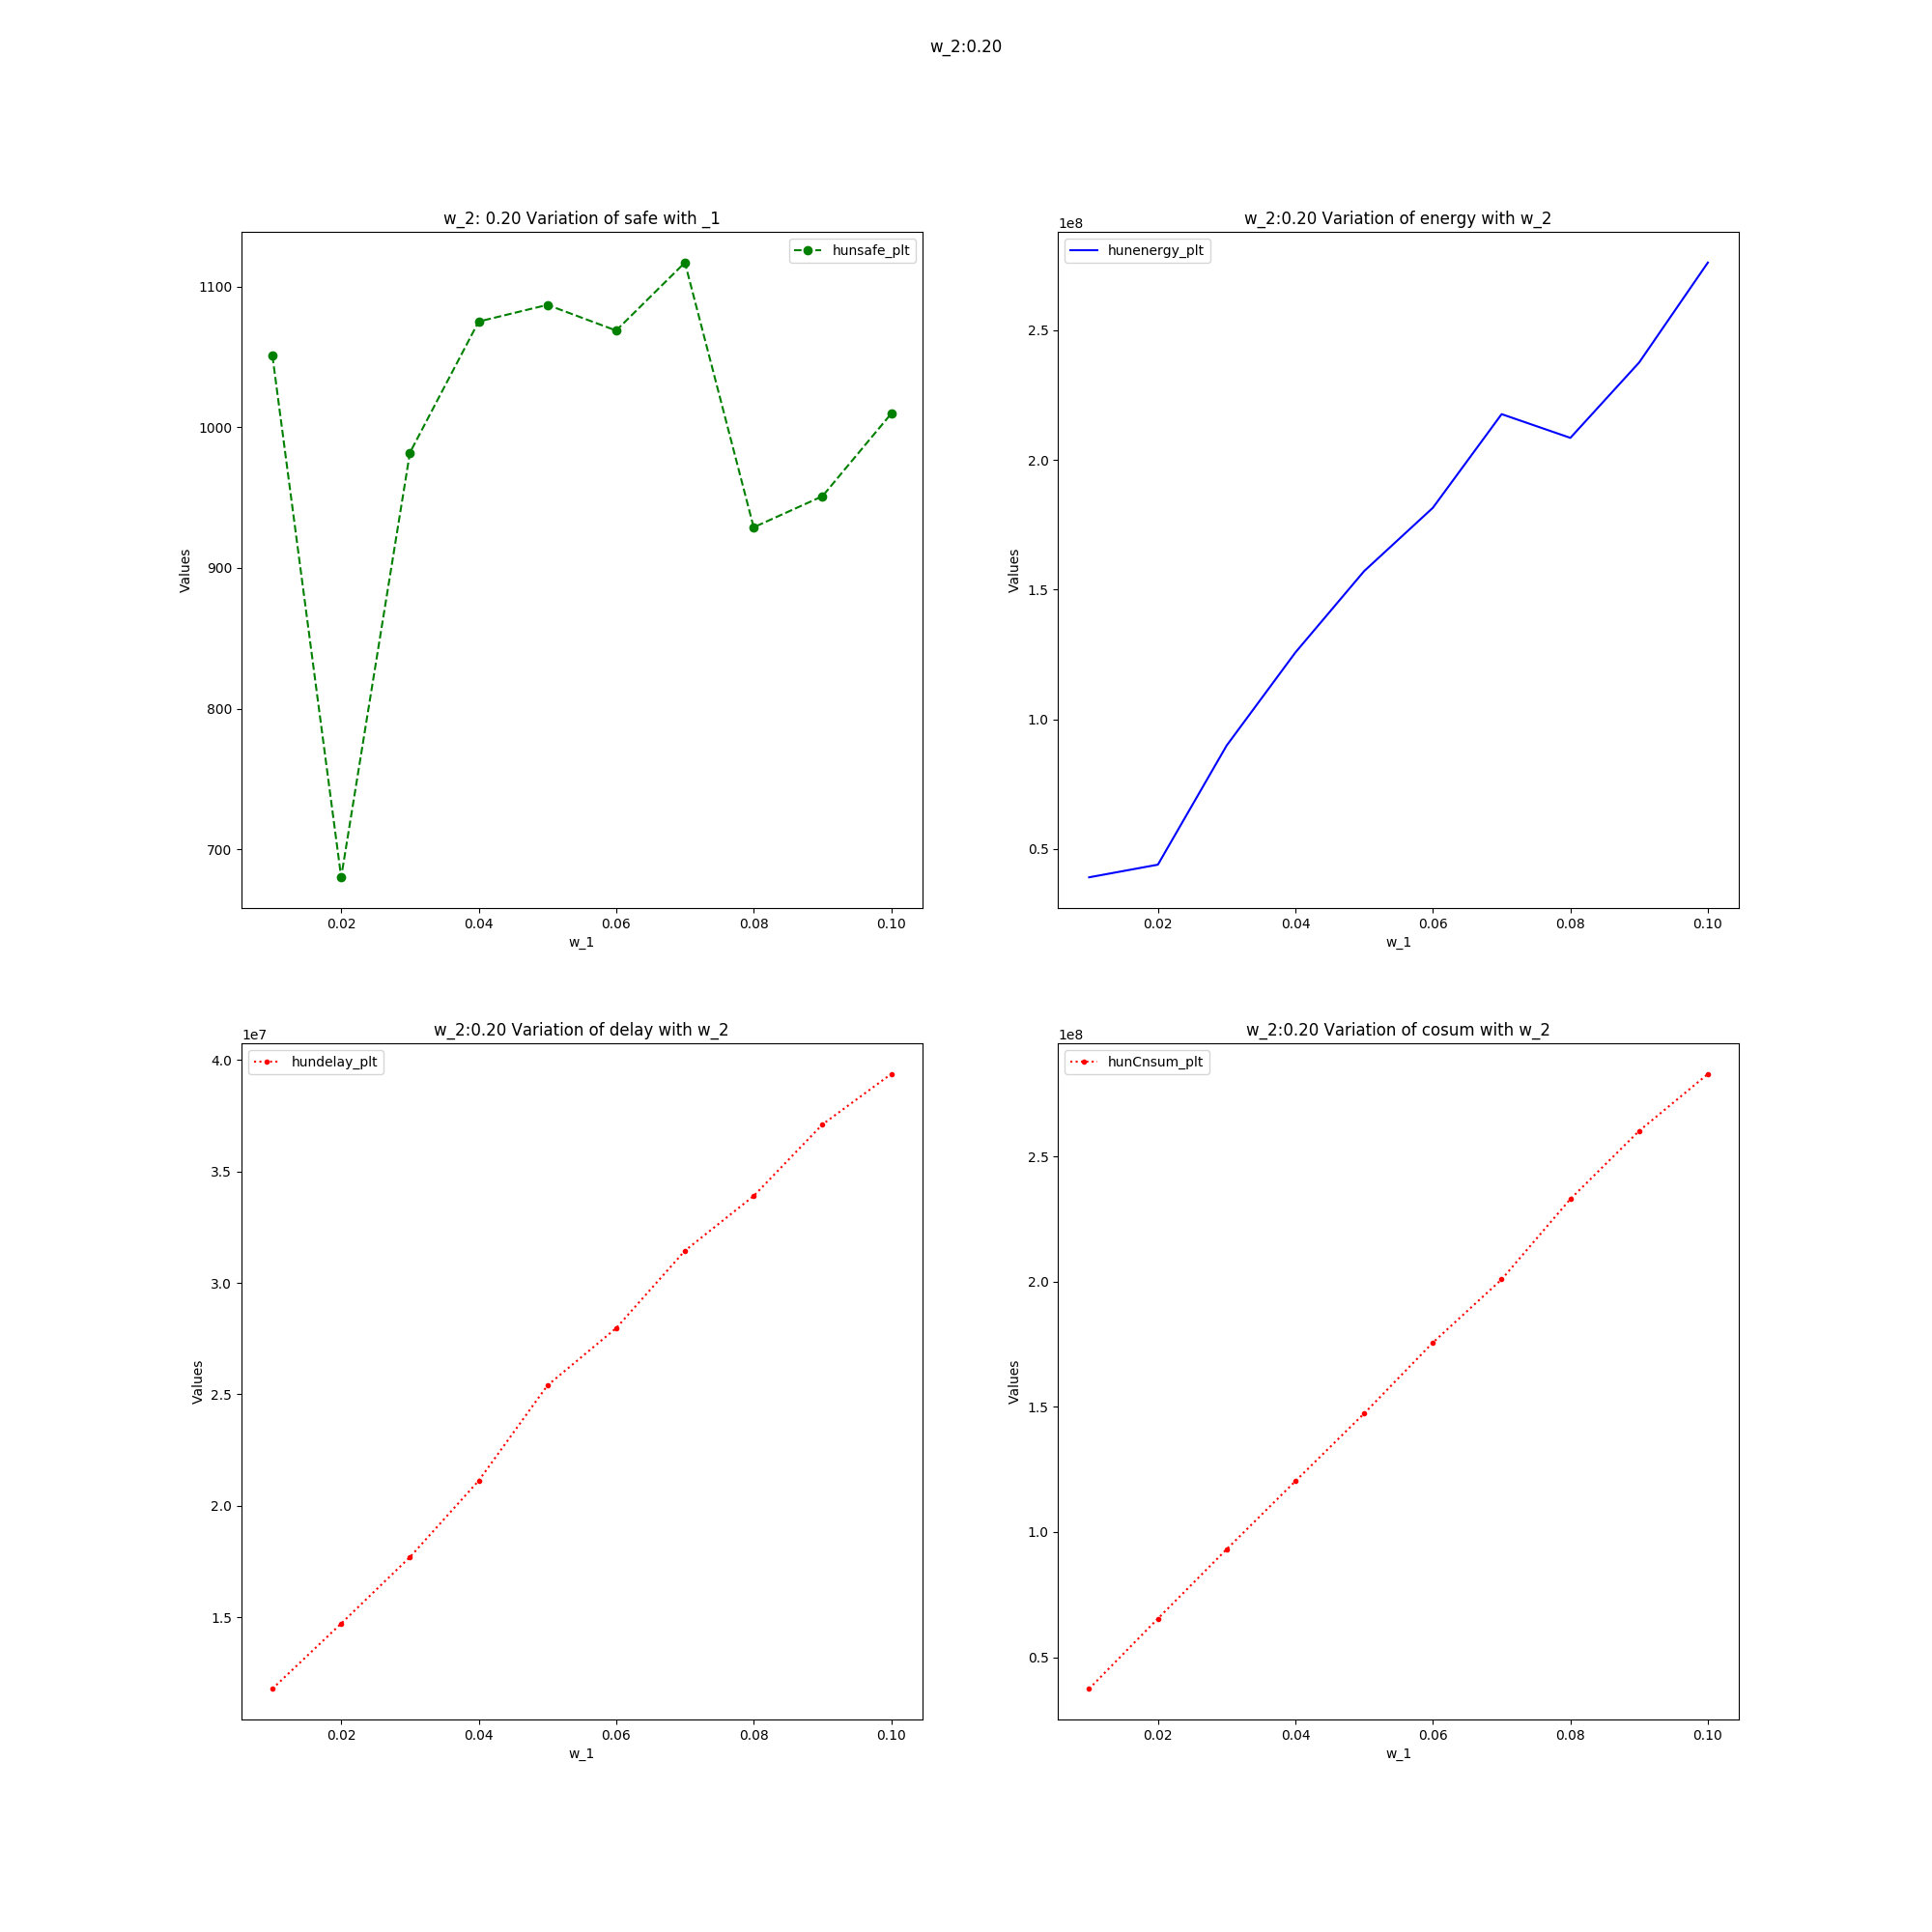 w_2:0.20
w_2: 0.20 Variation of safe with _1
hunsafe_plt
1100
1000
900
800
700
Values
0.02 0.04 0.06 0.08 0.10
w_1
w_2:0.20 Variation of energy with w_2
1e8
hunenergy_plt
2.5
2.0
1.5
1.0
0.5
Values
0.02 0.04 0.06 0.08 0.10
w_1
w_2:0.20 Variation of delay with w_2
1e7
hundelay_plt
4.0
3.5
3.0
2.5
2.0
1.5
Values
0.02 0.04 0.06 0.08 0.10
w_1
w_2:0.20 Variation of cosum with w_2
1e8
hunCnsum_plt
2.5
2.0
1.5
1.0
0.5
Values
0.02 0.04 0.06 0.08 0.10
w_1